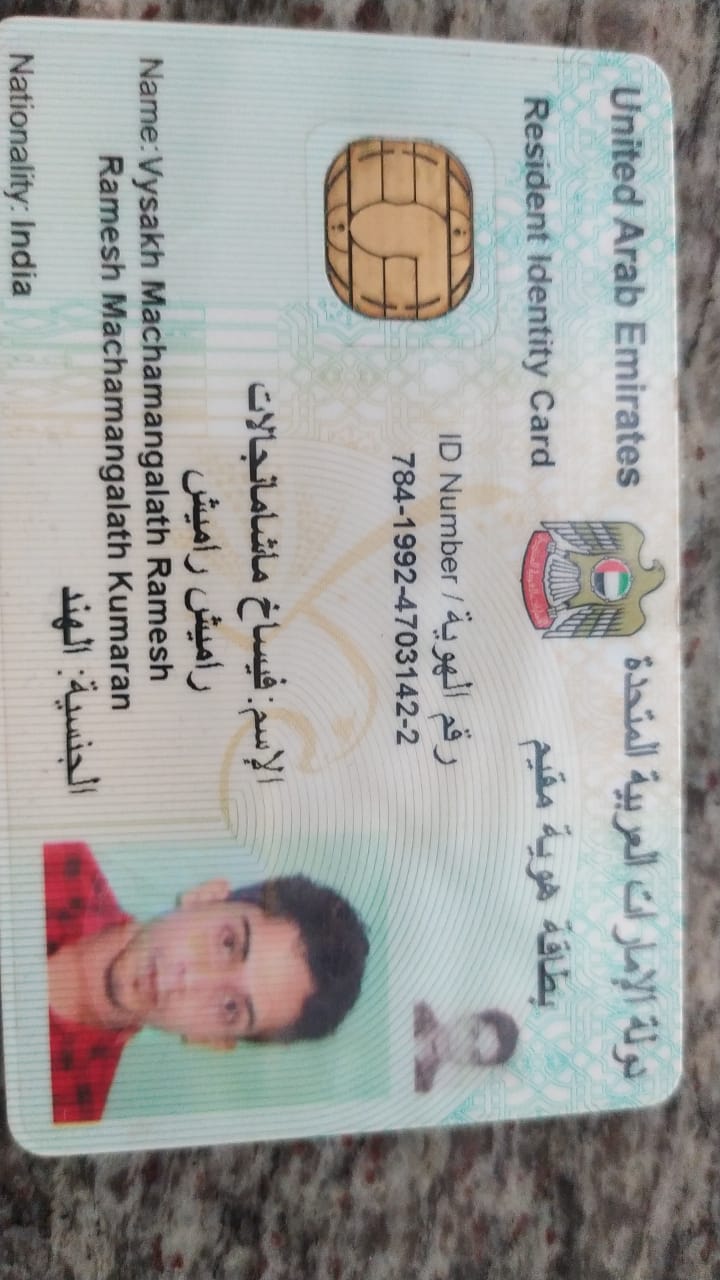 United Arab Emirates
دولة الإمارات العربية المتحدة
Resident Identity Card
بطاقة هوية مقيم
ID Number / رقم الهوية
784-1992-4703142-2
الإسم: فيساخ ماشامانجالات
راميش راميش
Name: Vysakh Machamangalath Ramesh
Ramesh Machamangalath Kumaran
الجنسية: الهند
Nationality: India